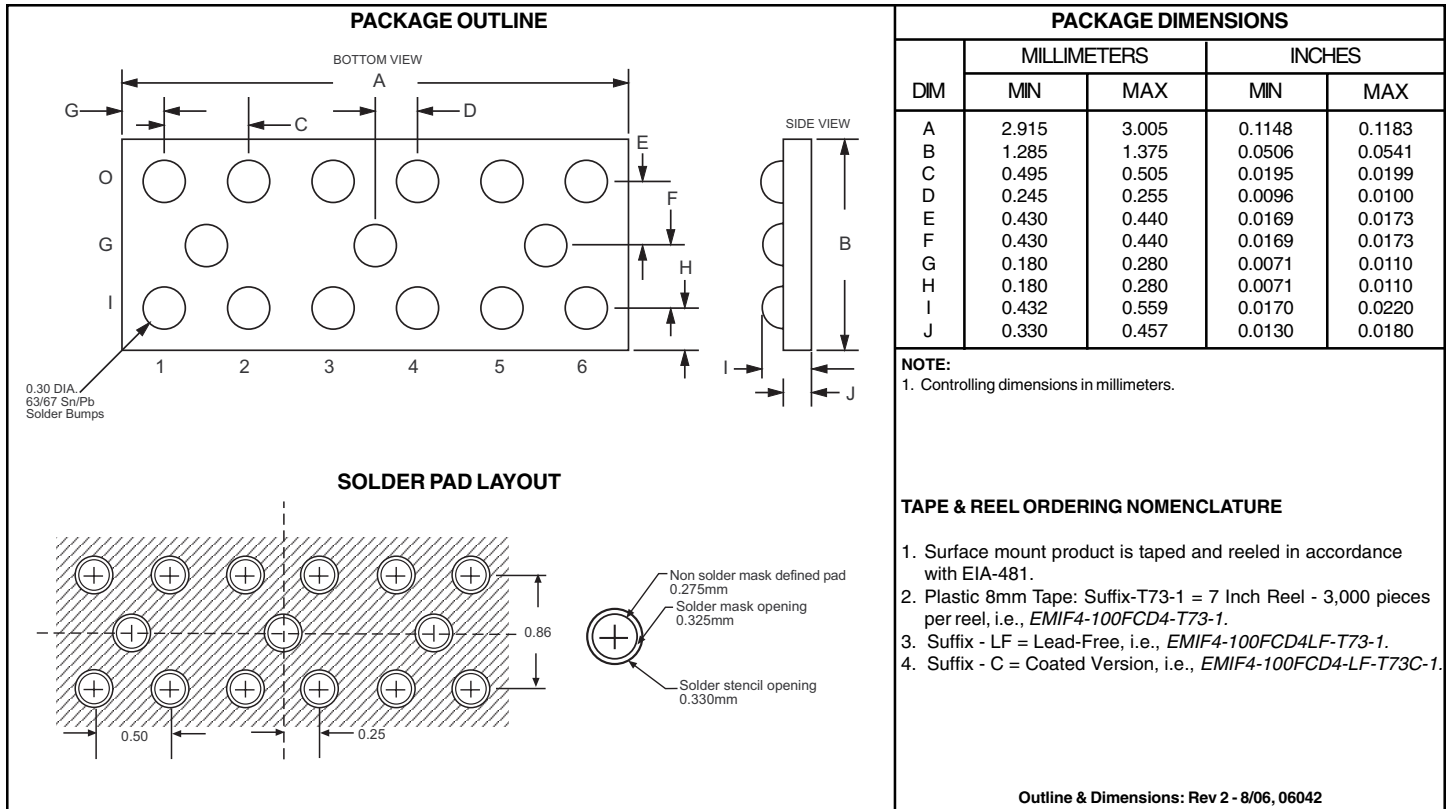 PACKAGE OUTLINE
BOTTOM VIEW
A
G
C
D
SIDE VIEW
E
O
F
G
B
H
I
1 2 3 4 5 6
I
J
0.30 DIA.
63/67 Sn/Pb
Solder Bumps
SOLDER PAD LAYOUT
Non solder mask defined pad
0.275mm
Solder mask opening
0.325mm
0.86
Solder stencil opening
0.330mm
0.50
0.25
PACKAGE DIMENSIONS
MILLIMETERS INCHES
DIM MIN MAX MIN MAX
A 2.915 3.005 0.1148 0.1183
B 1.285 1.375 0.0506 0.0541
C 0.495 0.505 0.0195 0.0199
D 0.245 0.255 0.0096 0.0100
E 0.430 0.440 0.0169 0.0173
F 0.430 0.440 0.0169 0.0173
G 0.180 0.280 0.0071 0.0110
H 0.180 0.280 0.0071 0.0110
I 0.432 0.559 0.0170 0.0220
J 0.330 0.457 0.0130 0.0180
NOTE:
1. Controlling dimensions in millimeters.
TAPE & REEL ORDERING NOMENCLATURE
1. Surface mount product is taped and reeled in accordance
with EIA-481.
2. Plastic 8mm Tape: Suffix-T73-1 = 7 Inch Reel - 3,000 pieces
per reel, i.e., EMIF4-100FCD4-T73-1.
3. Suffix - LF = Lead-Free, i.e., EMIF4-100FCD4LF-T73-1.
4. Suffix - C = Coated Version, i.e., EMIF4-100FCD4-LF-T73C-1.
Outline & Dimensions: Rev 2 - 8/06, 06042